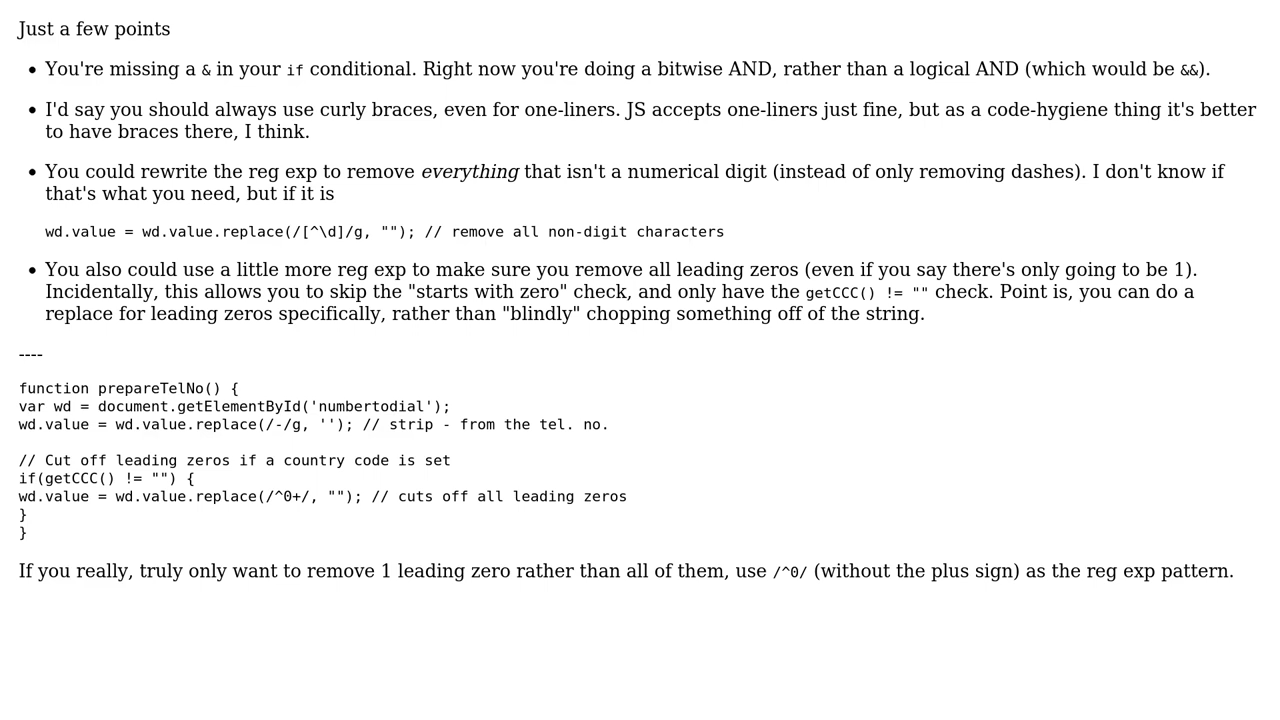 Just a few points
• You're missing a & in your if conditional. Right now you're doing a bitwise AND, rather than a logical AND (which would be &&).
• I'd say you should always use curly braces, even for one-liners. JS accepts one-liners just fine, but as a code-hygiene thing it's better
to have braces there, I think.
• You could rewrite the reg exp to remove everything that isn't a numerical digit (instead of only removing dashes). I don't know if
that's what you need, but if it is
wd.value = wd.value.replace(/[^\d]/g, ""); // remove all non-digit characters
• You also could use a little more reg exp to make sure you remove all leading zeros (even if you say there's only going to be 1).
Incidentally, this allows you to skip the "starts with zero" check, and only have the getCCC() != "" check. Point is, you can do a
replace for leading zeros specifically, rather than "blindly" chopping something off of the string.
----
function prepareTelNo() {
var wd = document.getElementById('numbertodial');
wd.value = wd.value.replace(/-/g, ''); // strip - from the tel. no.
// Cut off leading zeros if a country code is set
if(getCCC() != "") {
wd.value = wd.value.replace(/^0+/, ""); // cuts off all leading zeros
}
}
If you really, truly only want to remove 1 leading zero rather than all of them, use /^0/ (without the plus sign) as the reg exp pattern.